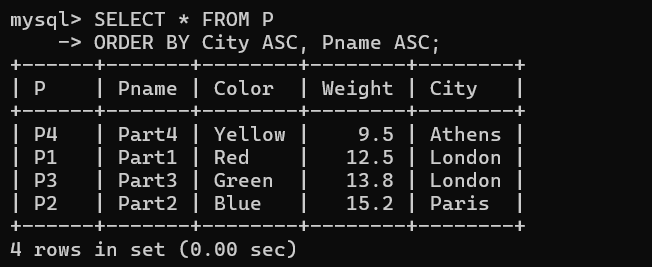 mysql> SELECT * FROM P
    -> ORDER BY City ASC, Pname ASC;
+------+-------+--------+--------+--------+
| P    | Pname | Color  | Weight | City   |
+------+-------+--------+--------+--------+
| P4   | Part4 | Yellow |    9.5 | Athens |
| P1   | Part1 | Red    |   12.5 | London |
| P3   | Part3 | Green  |   13.8 | London |
| P2   | Part2 | Blue   |   15.2 | Paris  |
+------+-------+--------+--------+--------+
4 rows in set (0.00 sec)